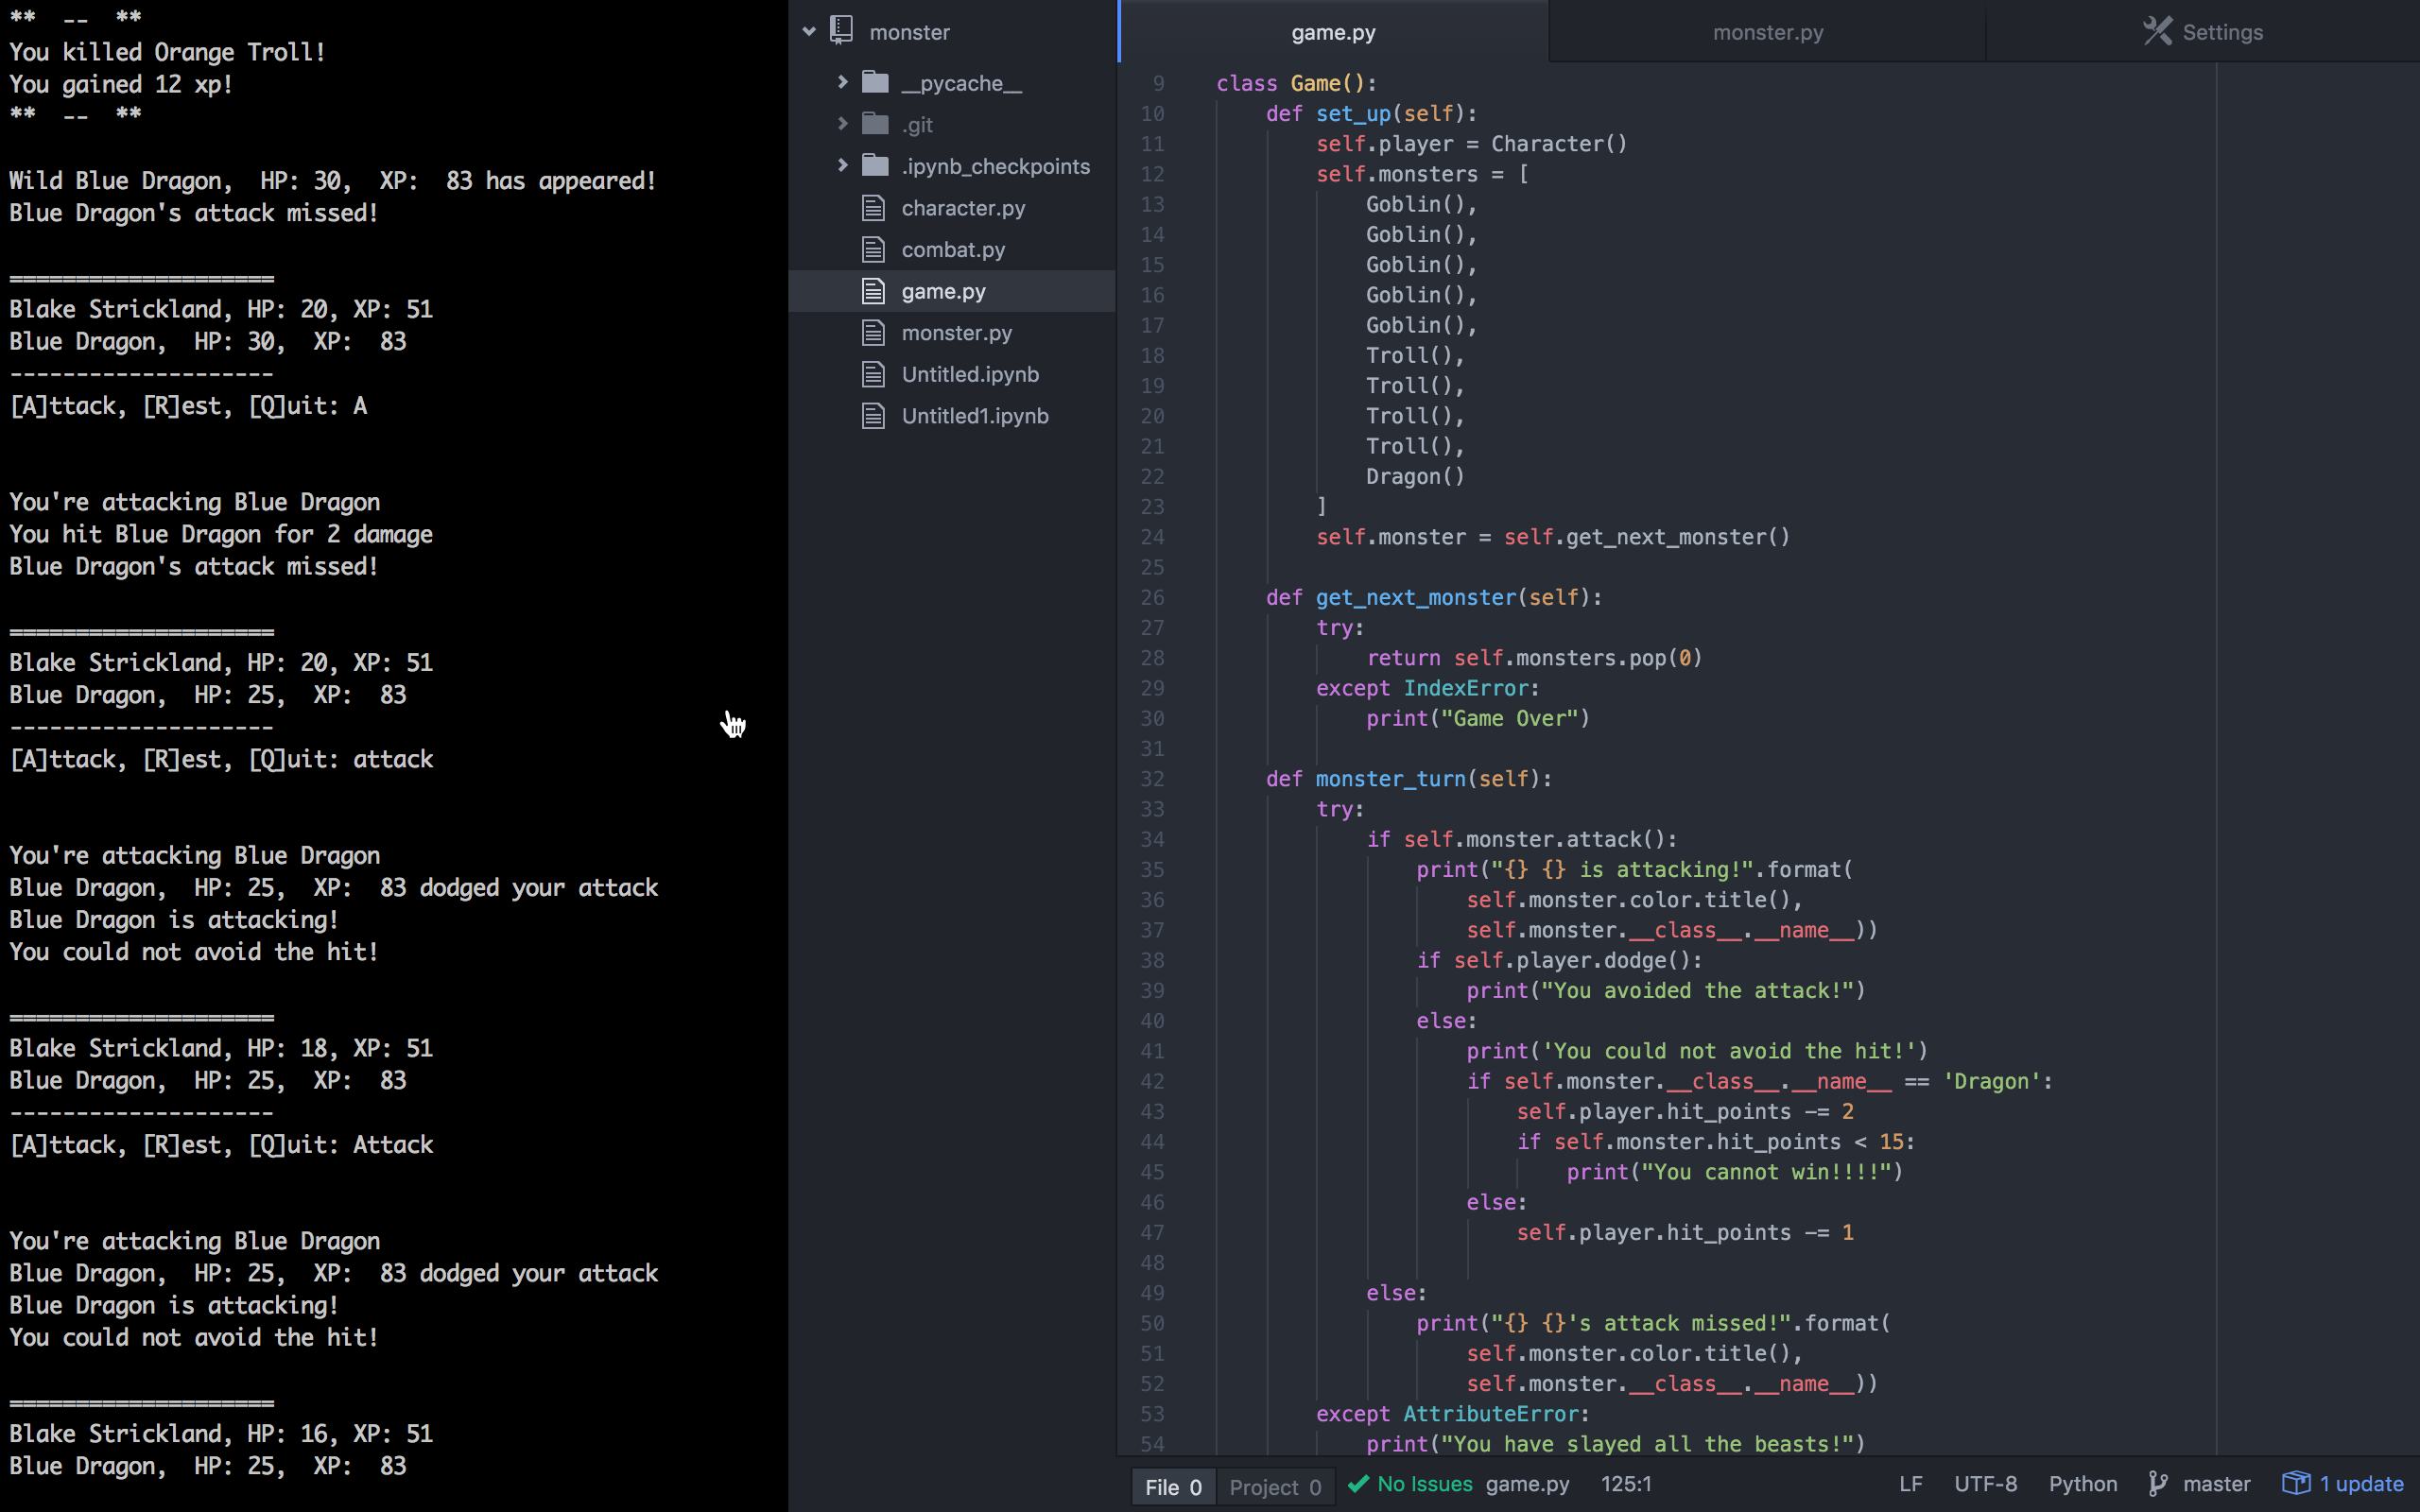 **  --  **
You killed Orange Troll!
You gained 12 xp!
**  --  **
Wild Blue Dragon,  HP: 30,  XP:  83 has appeared!
Blue Dragon's attack missed!
====================
Blake Strickland, HP: 20, XP: 51
Blue Dragon,  HP: 30,  XP:  83
--------------------
[A]ttack, [R]est, [Q]uit: A
You're attacking Blue Dragon
You hit Blue Dragon for 2 damage
Blue Dragon's attack missed!
====================
Blake Strickland, HP: 20, XP: 51
Blue Dragon,  HP: 25,  XP:  83
--------------------
[A]ttack, [R]est, [Q]uit: attack
You're attacking Blue Dragon
Blue Dragon,  HP: 25,  XP:  83 dodged your attack
Blue Dragon is attacking!
You could not avoid the hit!
====================
Blake Strickland, HP: 18, XP: 51
Blue Dragon,  HP: 25,  XP:  83
--------------------
[A]ttack, [R]est, [Q]uit: Attack
You're attacking Blue Dragon
Blue Dragon,  HP: 25,  XP:  83 dodged your attack
Blue Dragon is attacking!
You could not avoid the hit!
====================
Blake Strickland, HP: 16, XP: 51
Blue Dragon,  HP: 25,  XP:  83
monster
__pycache__
.git
.ipynb_checkpoints
character.py
combat.py
game.py
monster.py
Untitled.ipynb
Untitled1.ipynb
game.py
monster.py
Settings
9 class Game():
10     def set_up(self):
11         self.player = Character()
12         self.monsters = [
13             Goblin(),
14             Goblin(),
15             Goblin(),
16             Goblin(),
17             Goblin(),
18             Troll(),
19             Troll(),
20             Troll(),
21             Troll(),
22             Dragon()
23         ]
24         self.monster = self.get_next_monster()
25
26     def get_next_monster(self):
27         try:
28             return self.monsters.pop(0)
29         except IndexError:
30             print("Game Over")
31
32     def monster_turn(self):
33         try:
34             if self.monster.attack():
35                 print("{} {} is attacking!".format(
36                     self.monster.color.title(),
37                     self.monster.__class__.__name__))
38                 if self.player.dodge():
39                     print("You avoided the attack!")
40                 else:
41                     print('You could not avoid the hit!')
42                     if self.monster.__class__.__name__ == 'Dragon':
43                         self.player.hit_points -= 2
44                         if self.monster.hit_points < 15:
45                             print("You cannot win!!!!")
46                     else:
47                         self.player.hit_points -= 1
48
49             else:
50                 print("{} {}'s attack missed!".format(
51                     self.monster.color.title(),
52                     self.monster.__class__.__name__))
53         except AttributeError:
54             print("You have slayed all the beasts!")
File 0 Project 0 No Issues game.py 125:1 LF UTF-8 Python master 1 update